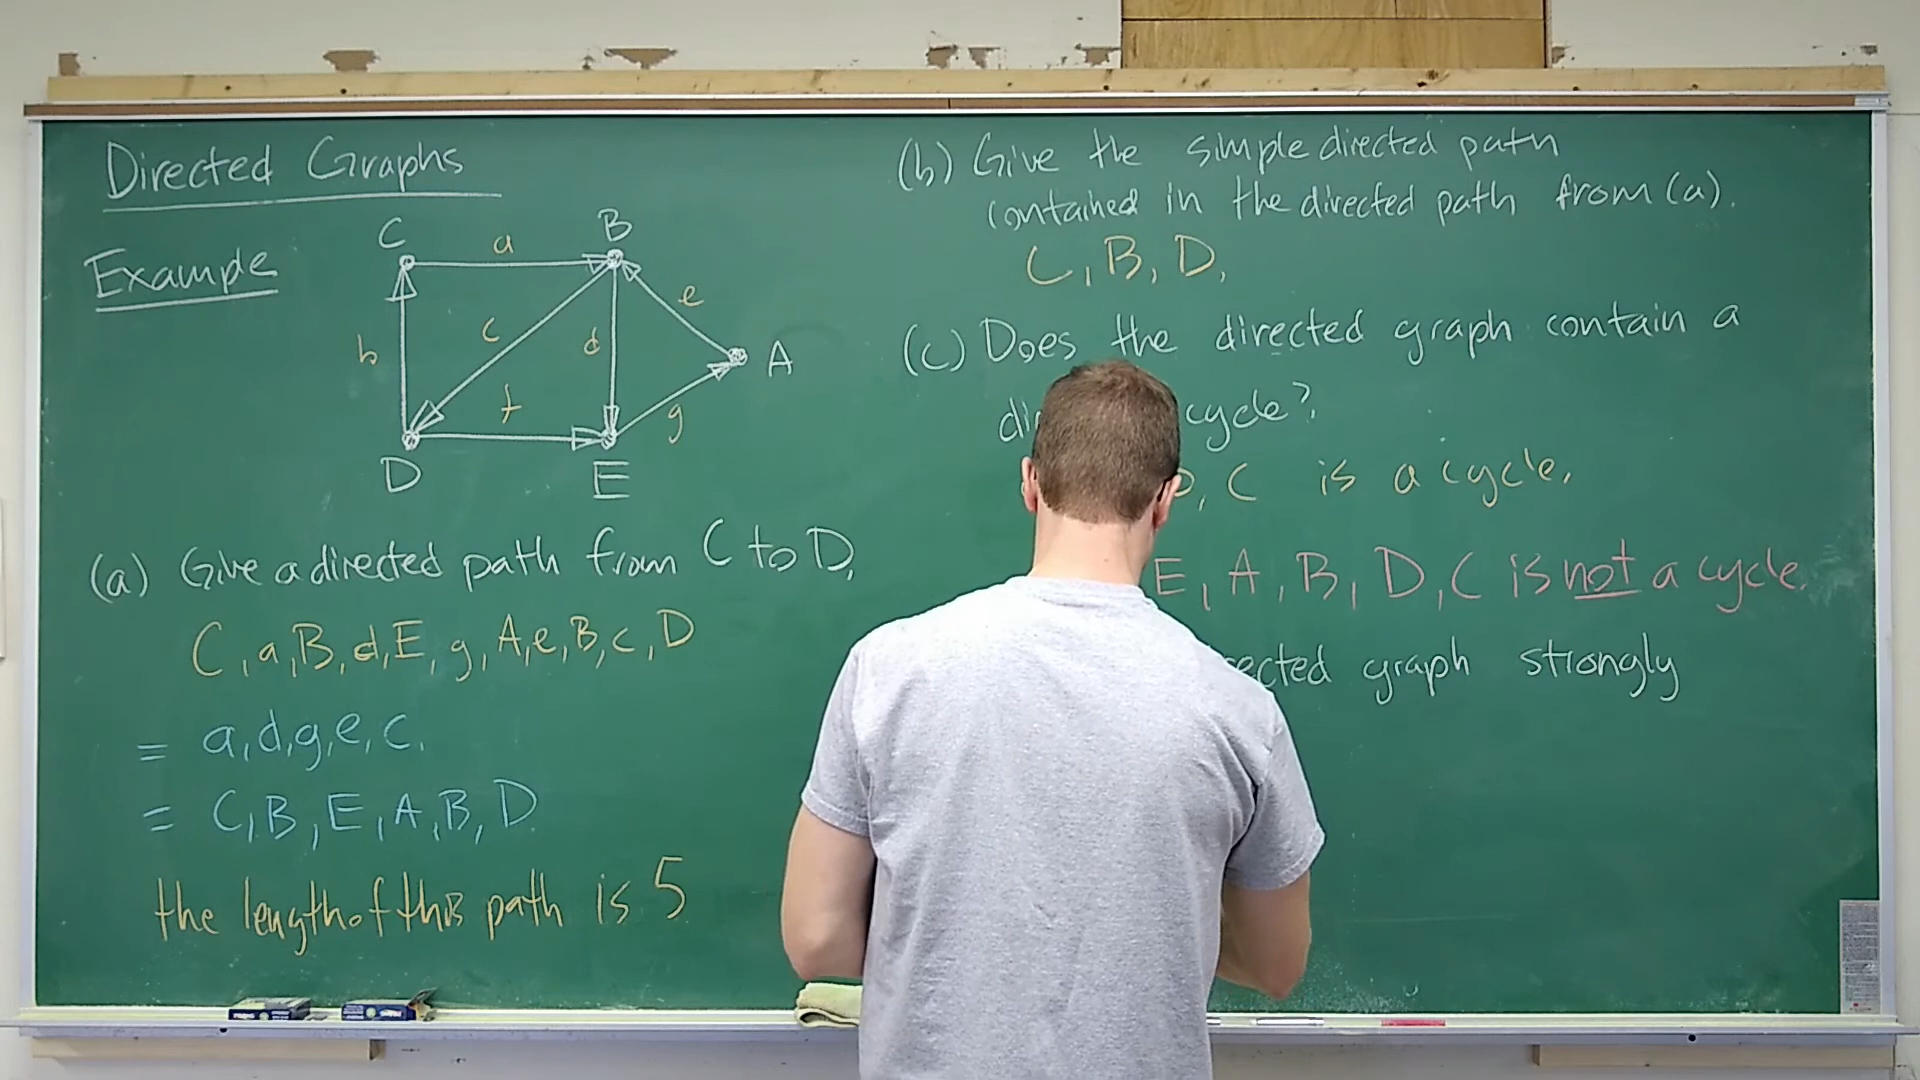 Directed Graphs
Example
C a B
b c d e A
f g
D E
(a) Give a directed path from C to D.
C, a, B, d, E, g, A, e, B, c, D
= a, d, g, e, c.
= C, B, E, A, B, D
the length of this path is 5
(b) Give the simple directed path
contained in the directed path from (a).
C, B, D,
(c) Does the directed graph contain a
cycle?
, C is a cycle.
E, A, B, D, C is not a cycle.
graph strongly